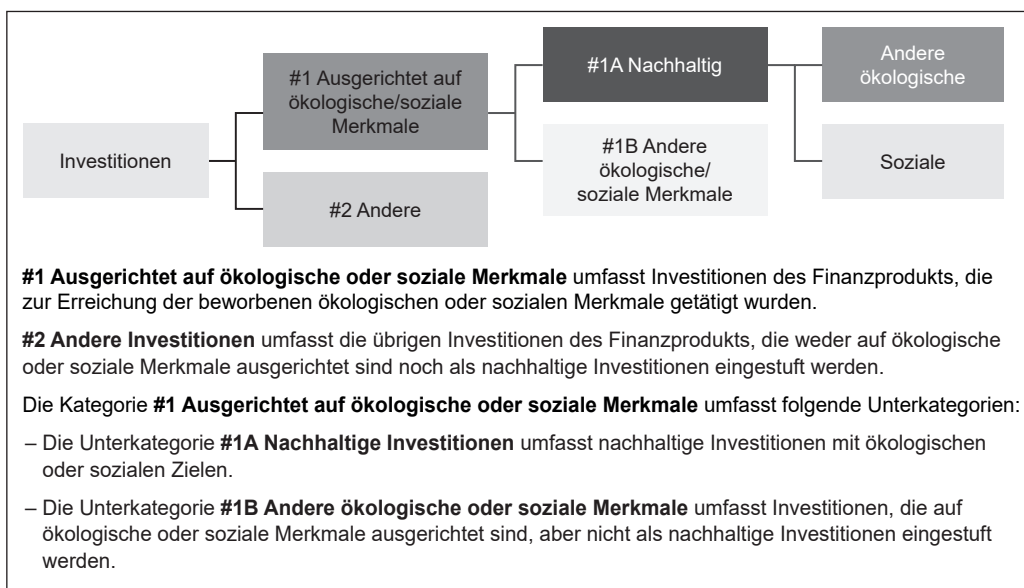 Investitionen
#1 Ausgerichtet auf
ökologische/soziale
Merkmale
#2 Andere
#1A Nachhaltig
#1B Andere
ökologische/
soziale Merkmale
Andere
ökologische
Soziale
#1 Ausgerichtet auf ökologische oder soziale Merkmale umfasst Investitionen des Finanzprodukts, die
zur Erreichung der beworbenen ökologischen oder sozialen Merkmale getätigt wurden.
#2 Andere Investitionen umfasst die übrigen Investitionen des Finanzprodukts, die weder auf ökologische
oder soziale Merkmale ausgerichtet sind noch als nachhaltige Investitionen eingestuft werden.
Die Kategorie #1 Ausgerichtet auf ökologische oder soziale Merkmale umfasst folgende Unterkategorien:
– Die Unterkategorie #1A Nachhaltige Investitionen umfasst nachhaltige Investitionen mit ökologischen
oder sozialen Zielen.
– Die Unterkategorie #1B Andere ökologische oder soziale Merkmale umfasst Investitionen, die auf
ökologische oder soziale Merkmale ausgerichtet sind, aber nicht als nachhaltige Investitionen eingestuft
werden.